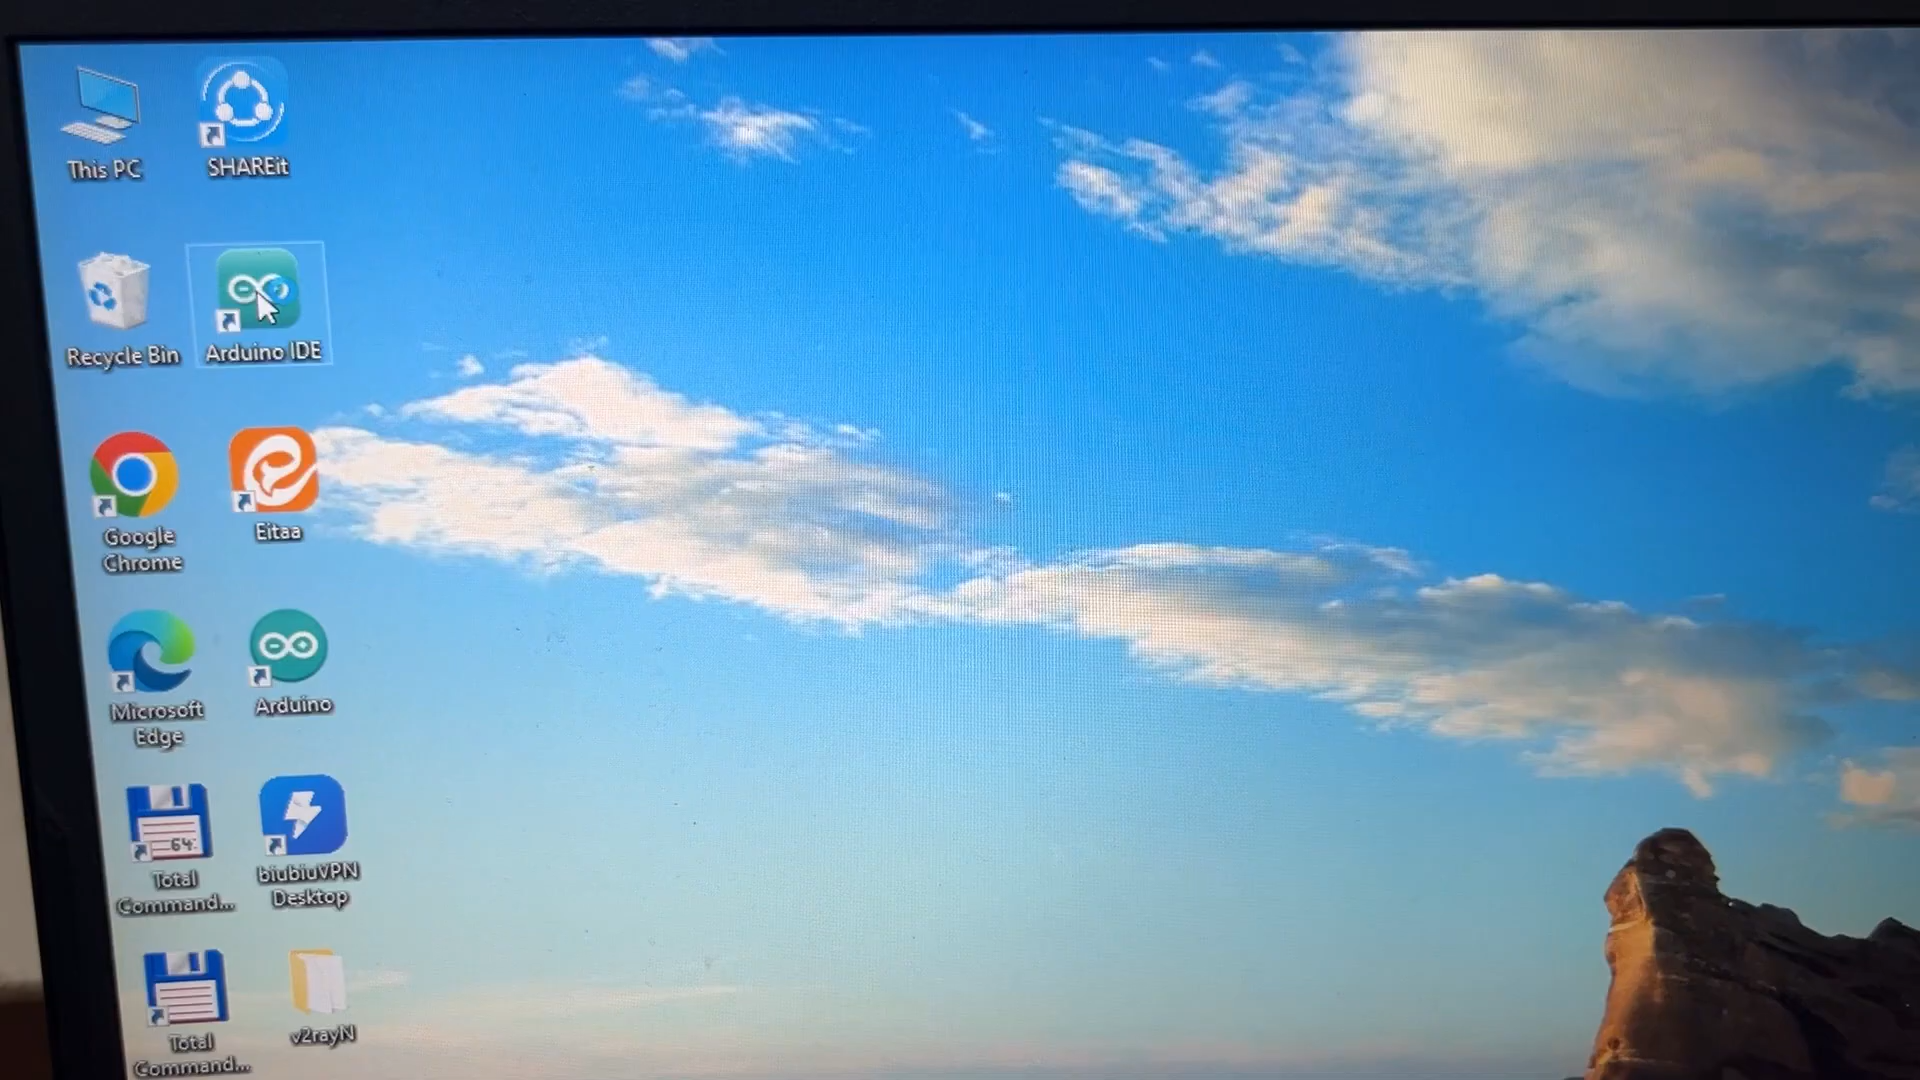 This PC
SHAREit
Recycle Bin
Arduino IDE
Google
Chrome
Eitaa
Microsoft
Edge
Arduino
64
Total
Command...
biubiuVPN
Desktop
Total
Command...
v2rayN